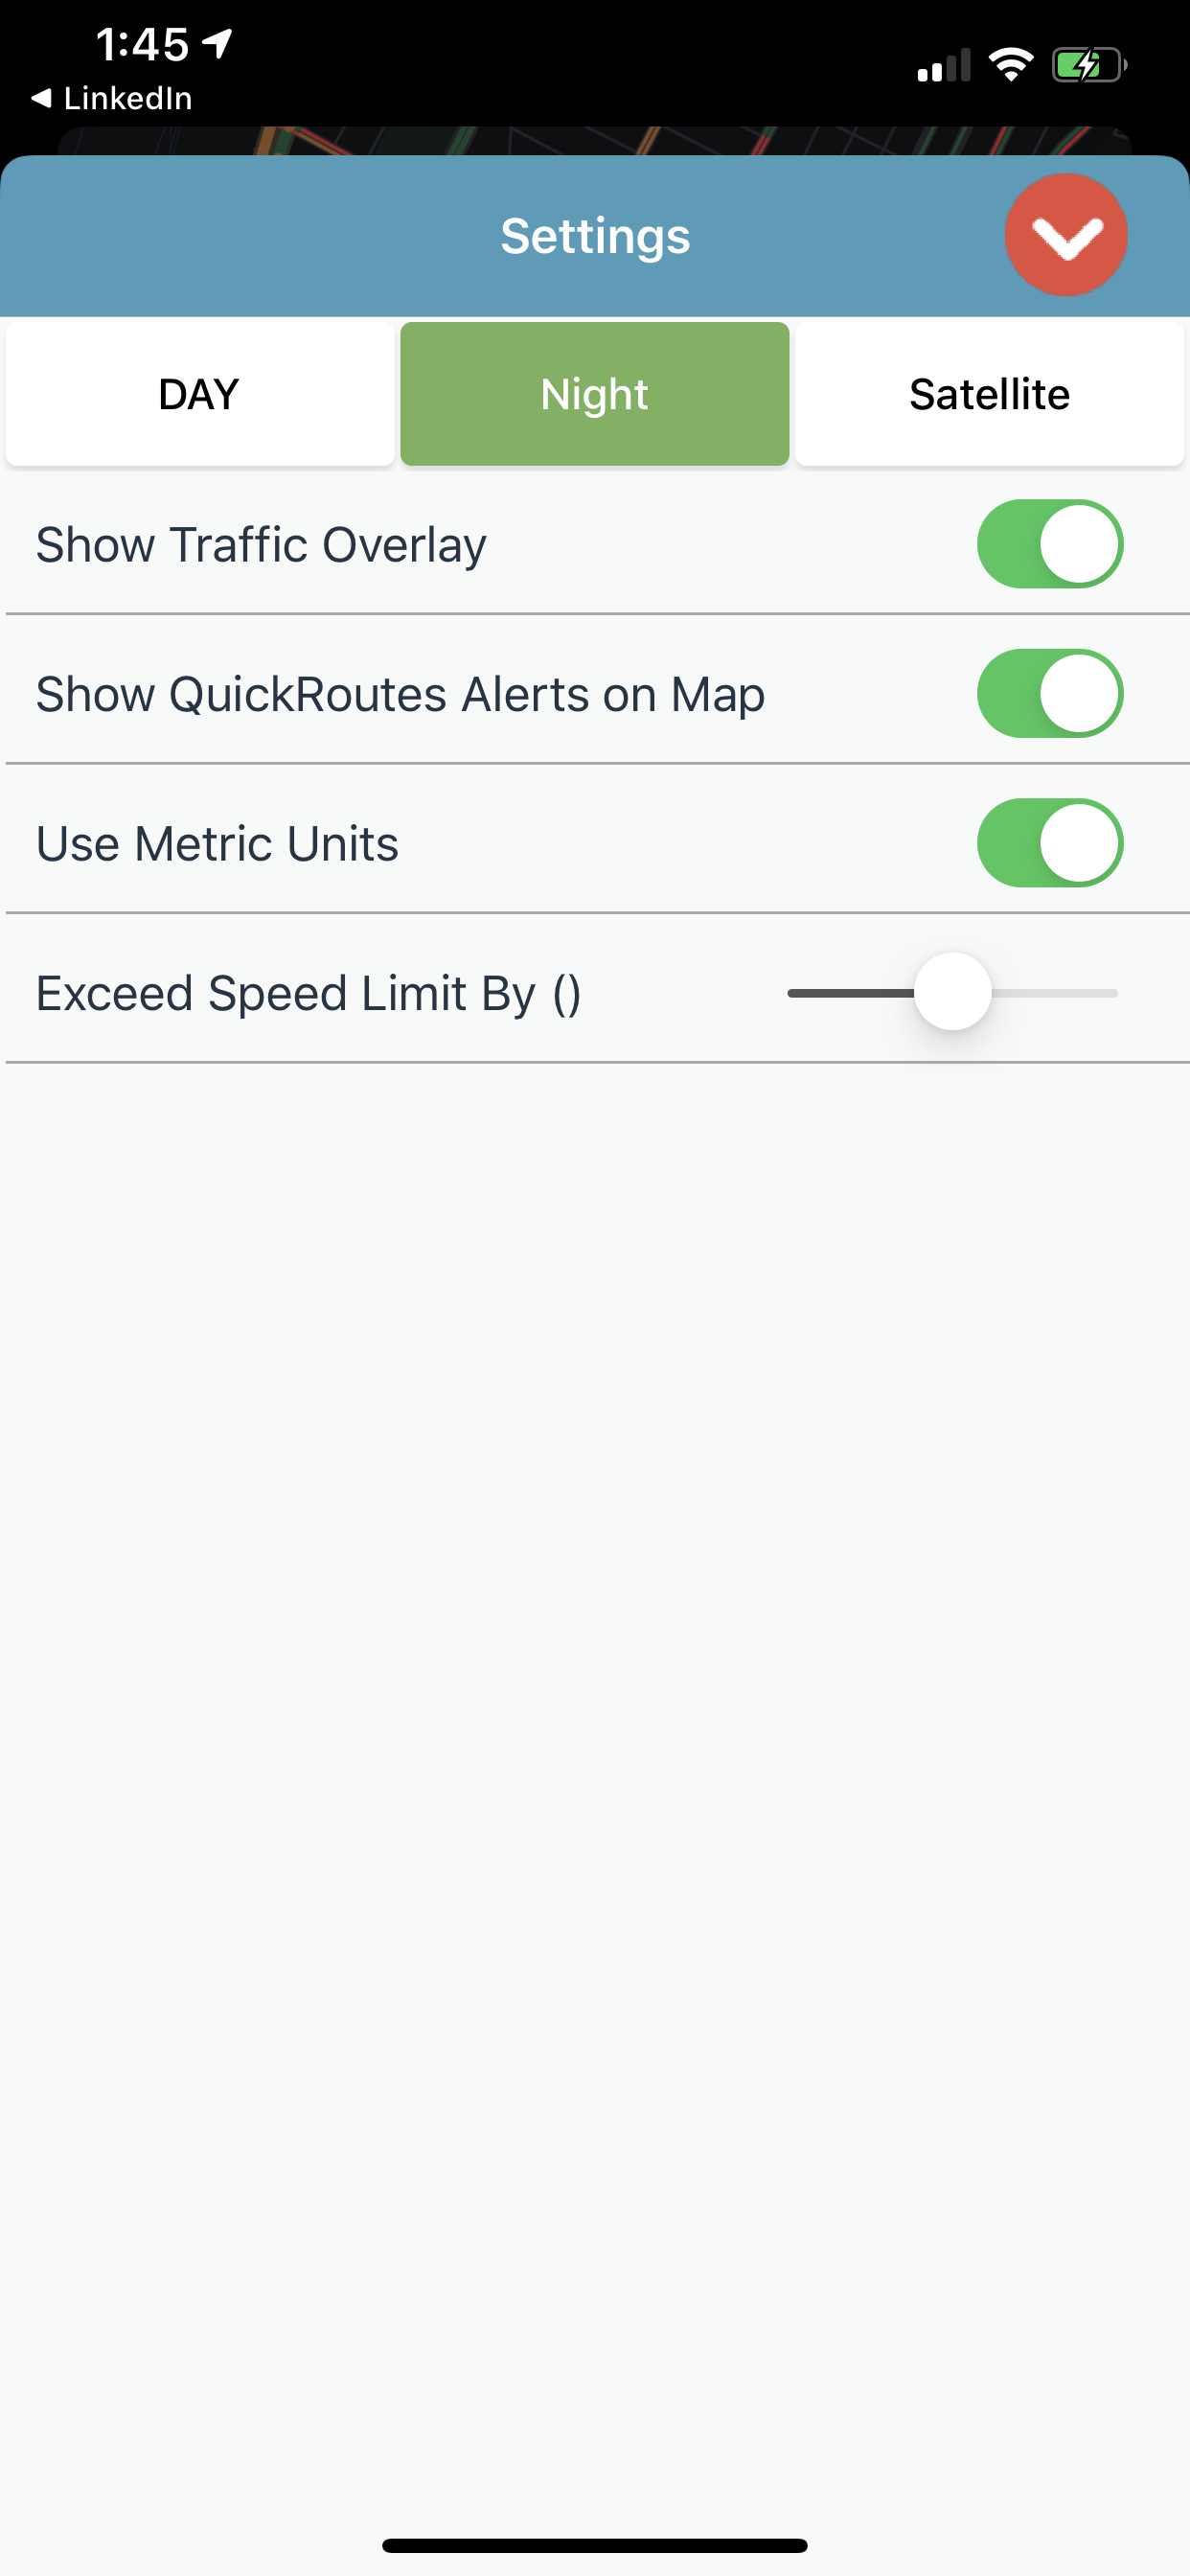 1:45
LinkedIn
Settings
DAY
Night
Satellite
Show Traffic Overlay
Show QuickRoutes Alerts on Map
Use Metric Units
Exceed Speed Limit By ()